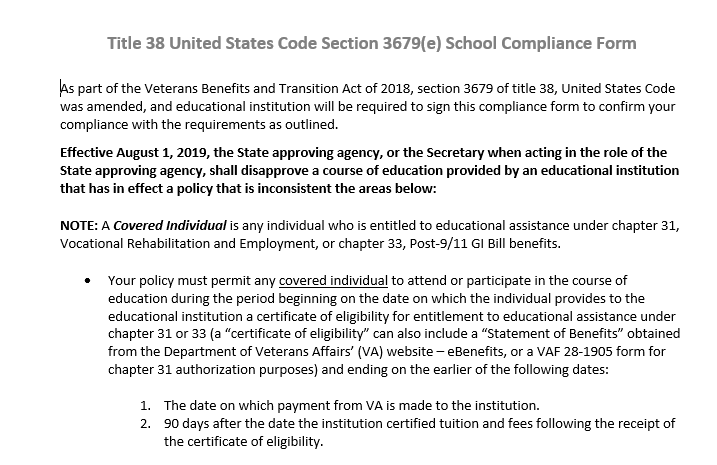 Title 38 United States Code Section 3679(e) School Compliance Form
As part of the Veterans Benefits and Transition Act of 2018, section 3679 of title 38, United States Code
was amended, and educational institution will be required to sign this compliance form to confirm your
compliance with the requirements as outlined.
Effective August 1, 2019, the State approving agency, or the Secretary when acting in the role of the
State approving agency, shall disapprove a course of education provided by an educational institution
that has in effect a policy that is inconsistent the areas below:
NOTE: A Covered Individual is any individual who is entitled to educational assistance under chapter 31,
Vocational Rehabilitation and Employment, or chapter 33, Post-9/11 GI Bill benefits.
• Your policy must permit any covered individual to attend or participate in the course of
education during the period beginning on the date on which the individual provides to the
educational institution a certificate of eligibility for entitlement to educational assistance under
chapter 31 or 33 (a “certificate of eligibility” can also include a “Statement of Benefits” obtained
from the Department of Veterans Affairs’ (VA) website – eBenefits, or a VAF 28-1905 form for
chapter 31 authorization purposes) and ending on the earlier of the following dates:
1. The date on which payment from VA is made to the institution.
2. 90 days after the date the institution certified tuition and fees following the receipt of
the certificate of eligibility.